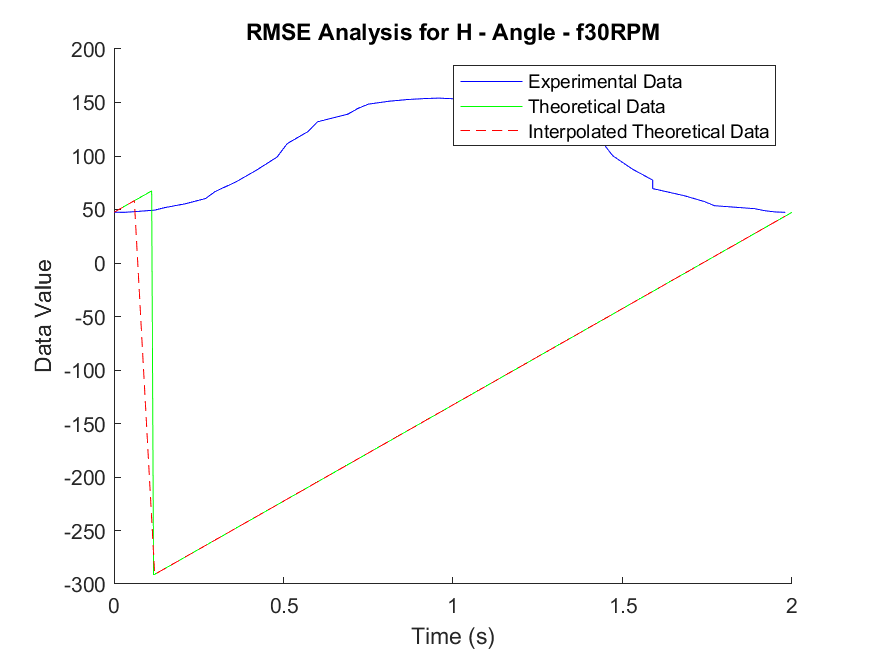 RMSE Analysis for H - Angle - f30RPM
200
150
100
50
0
-50
-100
-150
-200
-250
-300
Data Value
Experimental Data
Theoretical Data
Interpolated Theoretical Data
0
0.5
1
1.5
2
Time (s)